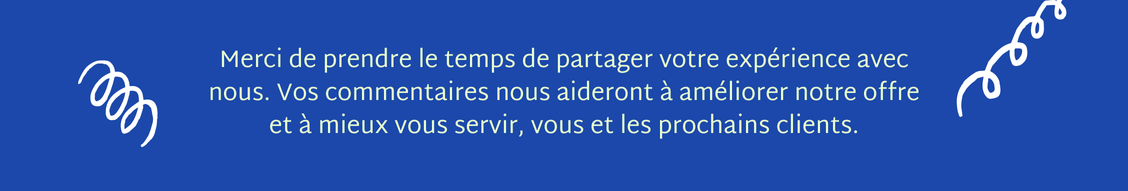 Merci de prendre le temps de partager votre expérience avec
nous. Vos commentaires nous aideront à améliorer notre offre
et à mieux vous servir, vous et les prochains clients.